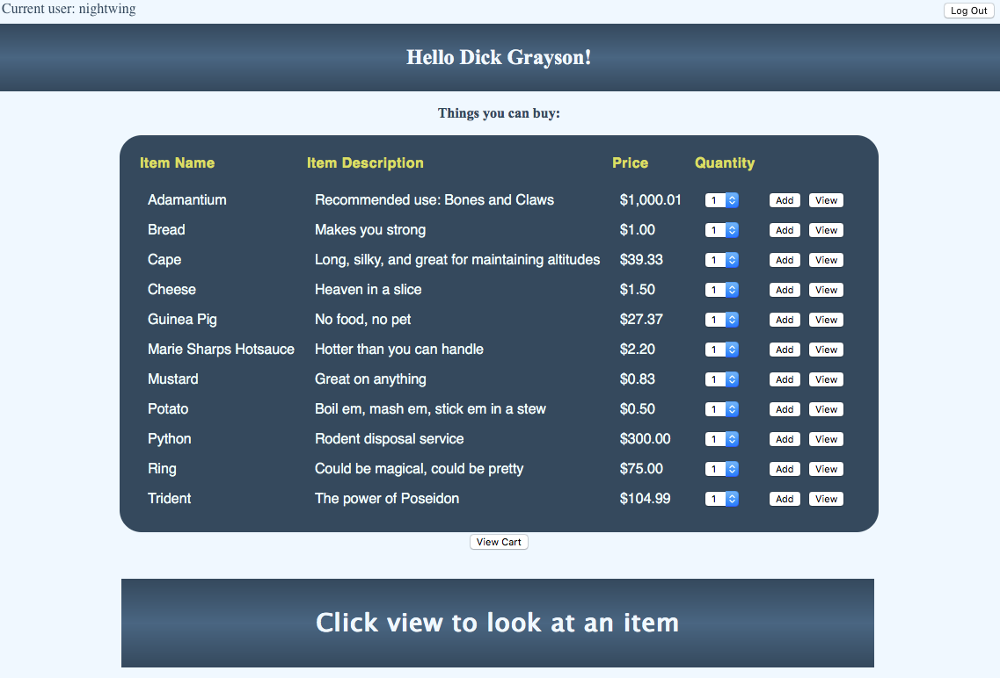 Current user: nightwing Log Out
Hello Dick Grayson!
Things you can buy:
Item Name Item Description Price Quantity
Adamantium Recommended use: Bones and Claws $1,000.01 1 Add View
Bread Makes you strong $1.00 1 Add View
Cape Long, silky, and great for maintaining altitudes $39.33 1 Add View
Cheese Heaven in a slice $1.50 1 Add View
Guinea Pig No food, no pet $27.37 1 Add View
Marie Sharps Hotsauce Hotter than you can handle $2.20 1 Add View
Mustard Great on anything $0.83 1 Add View
Potato Boil em, mash em, stick em in a stew $0.50 1 Add View
Python Rodent disposal service $300.00 1 Add View
Ring Could be magical, could be pretty $75.00 1 Add View
Trident The power of Poseidon $104.99 1 Add View
View Cart
Click view to look at an item